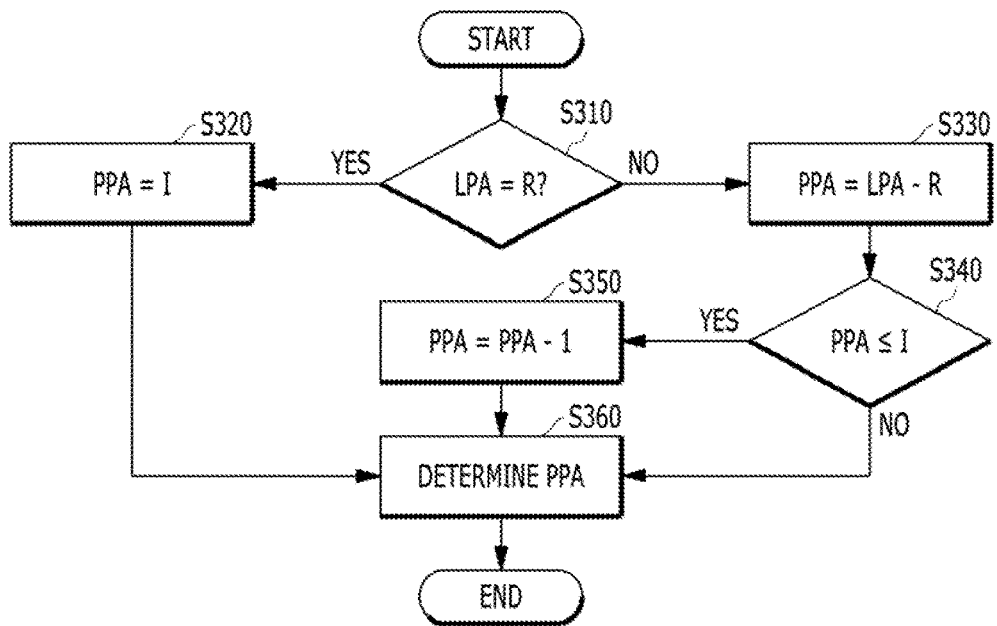 START
S310
LPA = R?
YES
NO
S320
PPA = I
S330
PPA = LPA - R
S340
PPA ≤ I
YES
NO
S350
PPA = PPA - 1
S360
DETERMINE PPA
END